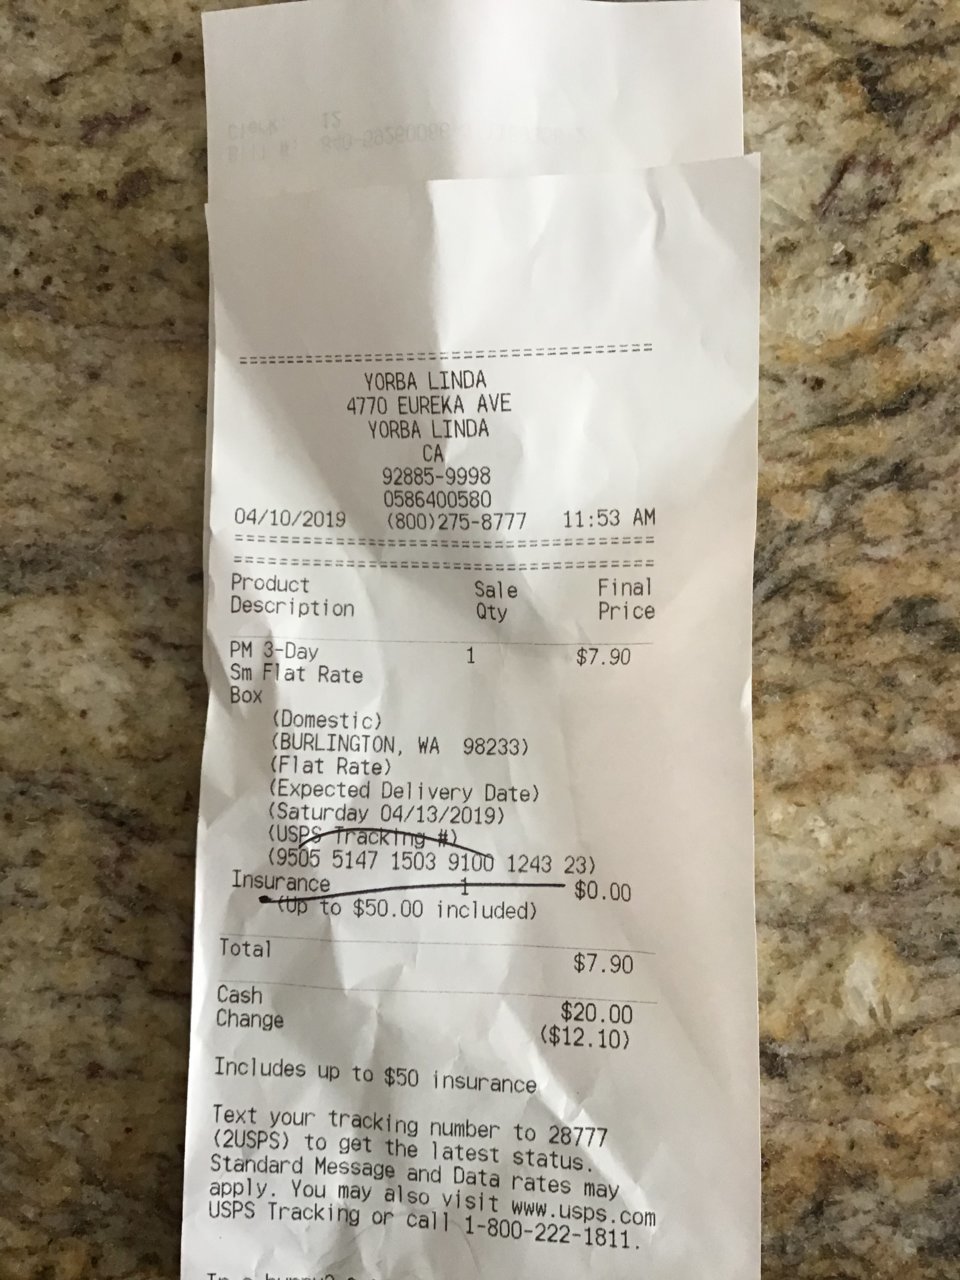 Clerk: 12
==========================================
YORBA LINDA
4770 EUREKA AVE
YORBA LINDA
CA
92885-9998
0586400580
04/10/2019 (800)275-8777 11:53 AM
==========================================
==========================================
Product Sale Final
Description Qty Price
PM 3-Day 1 $7.90
Sm Flat Rate
Box
(Domestic)
(BURLINGTON, WA 98233)
(Flat Rate)
(Expected Delivery Date)
(Saturday 04/13/2019)
(USPS Tracking #)
(9505 5147 1503 9100 1243 23)
Insurance 1 $0.00
(Up to $50.00 included)
Total $7.90
Cash $20.00
Change ($12.10)
Includes up to $50 insurance
Text your tracking number to 28777
(2USPS) to get the latest status.
Standard Message and Data rates may
apply. You may also visit www.usps.com
USPS Tracking or call 1-800-222-1811.